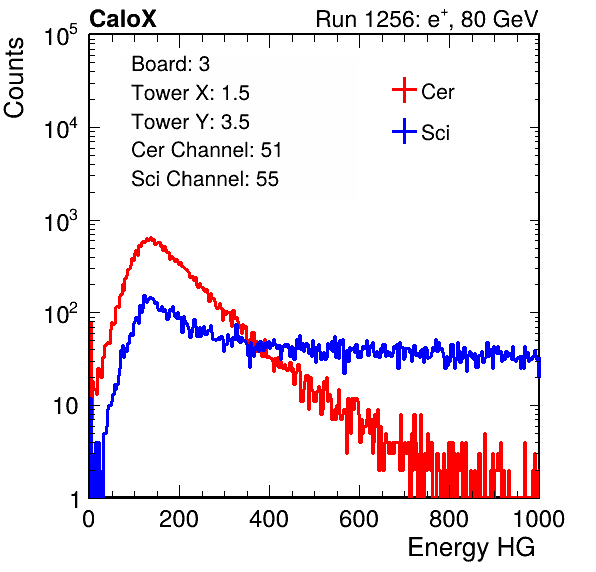 CaloX Run 1256: e⁺, 80 GeV
Counts
Board: 3
Tower X: 1.5
Tower Y: 3.5
Cer Channel: 51
Sci Channel: 55
Cer
Sci
10⁵
10⁴
10³
10²
10
1
0 200 400 600 800 1000
Energy HG